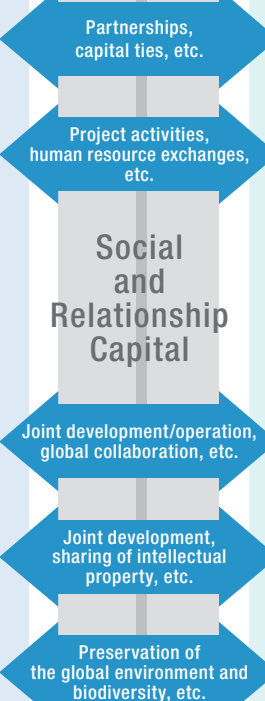 Partnerships,
capital ties, etc.
Project activities,
human resource exchanges,
etc.
Social
and
Relationship
Capital
Joint development/operation,
global collaboration, etc.
Joint development,
sharing of intellectual
property, etc.
Preservation of
the global environment and
biodiversity, etc.